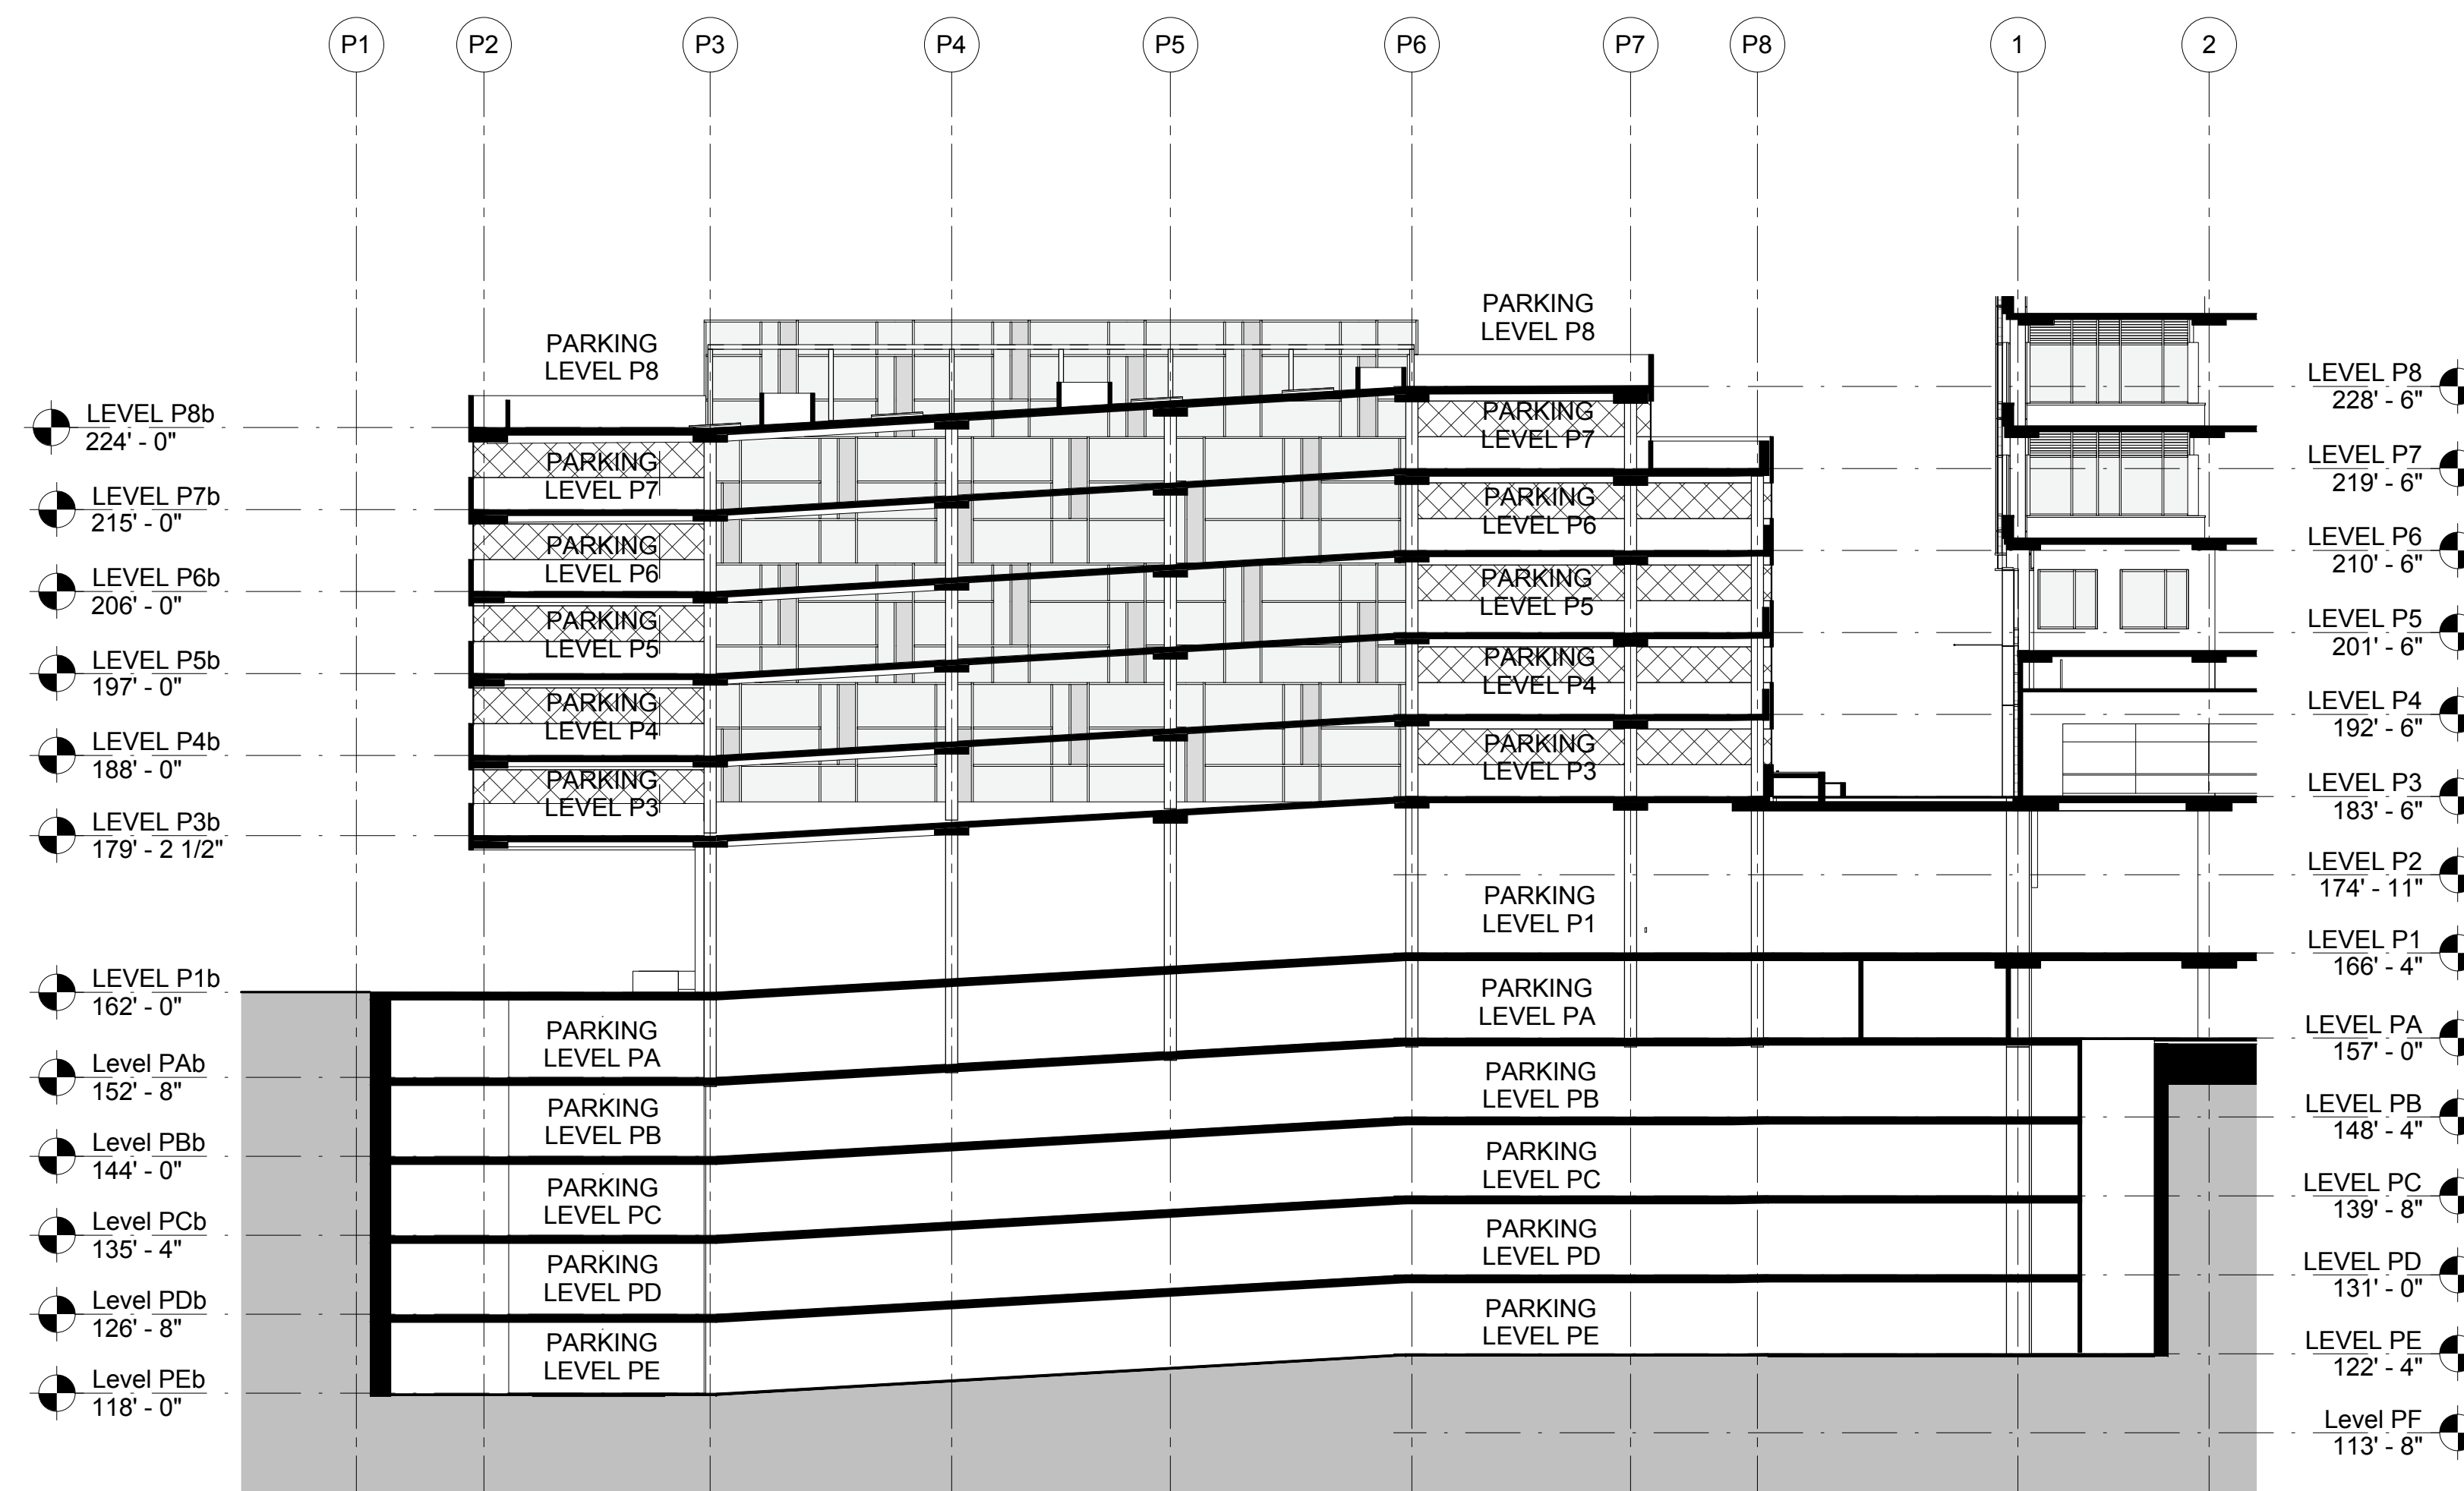 P1
P2
P3
P4
P5
P6
P7
P8
1
2
PARKING
LEVEL P8
PARKING
LEVEL P8
LEVEL P8b
224' - 0"
LEVEL P7b
215' - 0"
LEVEL P6b
206' - 0"
LEVEL P5b
197' - 0"
LEVEL P4b
188' - 0"
LEVEL P3b
179' - 2 1/2"
LEVEL P1b
162' - 0"
Level PAb
152' - 8"
Level PBb
144' - 0"
Level PCb
135' - 4"
Level PDb
126' - 8"
Level PEb
118' - 0"
PARKING
LEVEL P7
PARKING
LEVEL P6
PARKING
LEVEL P5
PARKING
LEVEL P4
PARKING
LEVEL P3
PARKING
LEVEL PA
PARKING
LEVEL PB
PARKING
LEVEL PC
PARKING
LEVEL PD
PARKING
LEVEL PE
PARKING
LEVEL P7
PARKING
LEVEL P6
PARKING
LEVEL P5
PARKING
LEVEL P4
PARKING
LEVEL P3
PARKING
LEVEL P1
PARKING
LEVEL PA
PARKING
LEVEL PB
PARKING
LEVEL PC
PARKING
LEVEL PD
PARKING
LEVEL PE
LEVEL P8
228' - 6"
LEVEL P7
219' - 6"
LEVEL P6
210' - 6"
LEVEL P5
201' - 6"
LEVEL P4
192' - 6"
LEVEL P3
183' - 6"
LEVEL P2
174' - 11"
LEVEL P1
166' - 4"
LEVEL PA
157' - 0"
LEVEL PB
148' - 4"
LEVEL PC
139' - 8"
LEVEL PD
131' - 0"
LEVEL PE
122' - 4"
Level PF
113' - 8"